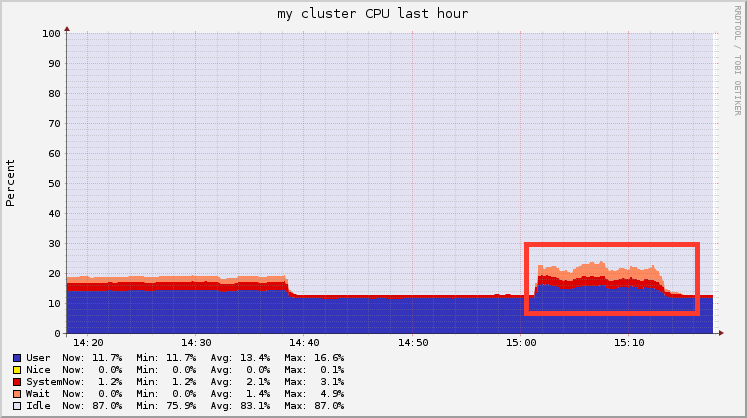 my cluster CPU last hour
RRDTOOL / TOBI OETIKER
Percent
100
90
80
70
60
50
40
30
20
10
0
14:20 14:30 14:40 14:50 15:00 15:10
User Now: 11.7% Min: 11.7% Avg: 13.4% Max: 16.6%
Nice Now: 0.0% Min: 0.0% Avg: 0.0% Max: 0.1%
SystemNow: 1.2% Min: 1.2% Avg: 2.1% Max: 3.1%
Wait Now: 0.0% Min: 0.0% Avg: 1.4% Max: 4.9%
Idle Now: 87.0% Min: 75.9% Avg: 83.1% Max: 87.0%